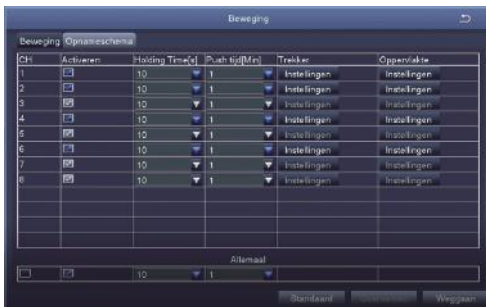 Beweging
Beweging Opnameschema
CH Activeren Holding Time[s] Push tijd[Min] Trekker Oppervlakte
1 10 1 Instellingen Instellingen
2 10 1 Instellingen Instellingen
3 10 1 Instellingen Instellingen
4 10 1 Instellingen Instellingen
5 10 1 Instellingen Instellingen
6 10 1 Instellingen Instellingen
7 10 1 Instellingen Instellingen
8 10 1 Instellingen Instellingen
Allemaal
10 1
Standaard Weggaan